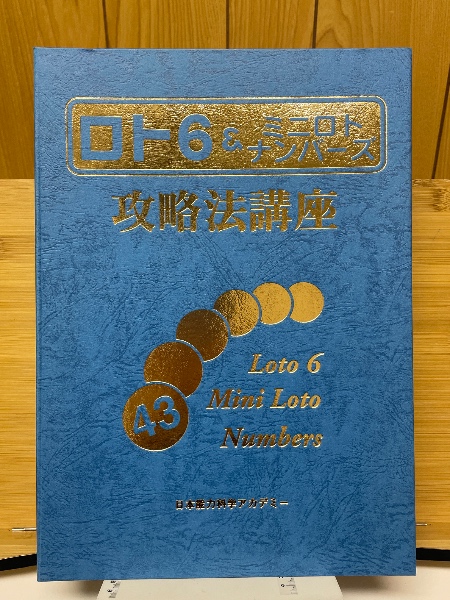 ロト6 & ミニロト
ナンバーズ
攻略法講座
43
Loto 6
Mini Loto
Numbers
日本能力科学アカデミー